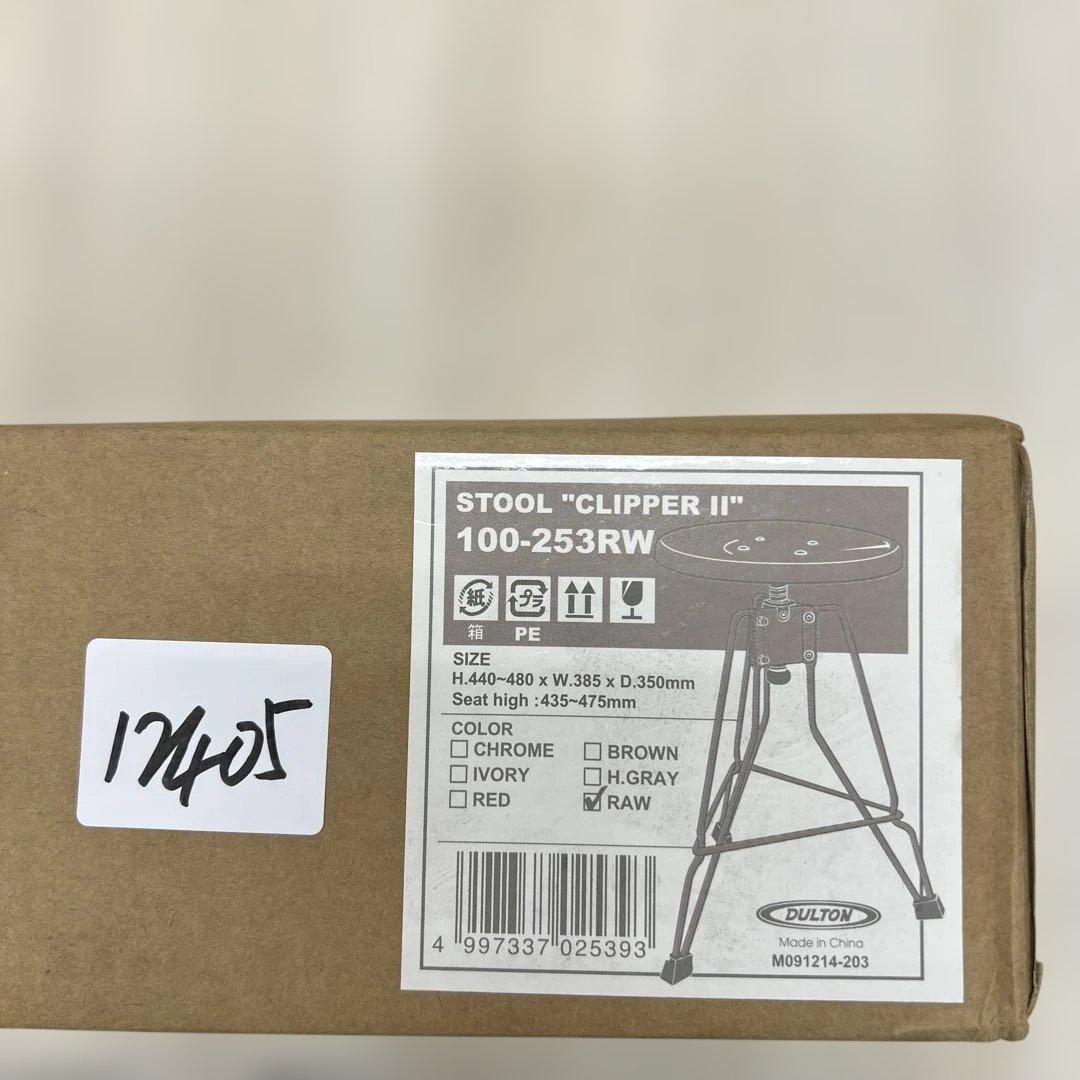 STOOL "CLIPPER II"
100-253RW
紙 プラ
箱 PE
SIZE
H.440~480 x W.385 x D.350mm
Seat high :435~475mm
COLOR
CHROME BROWN
IVORY H.GRAY
RED RAW
4 997337 025393
DULTON
Made in China
M091214-203